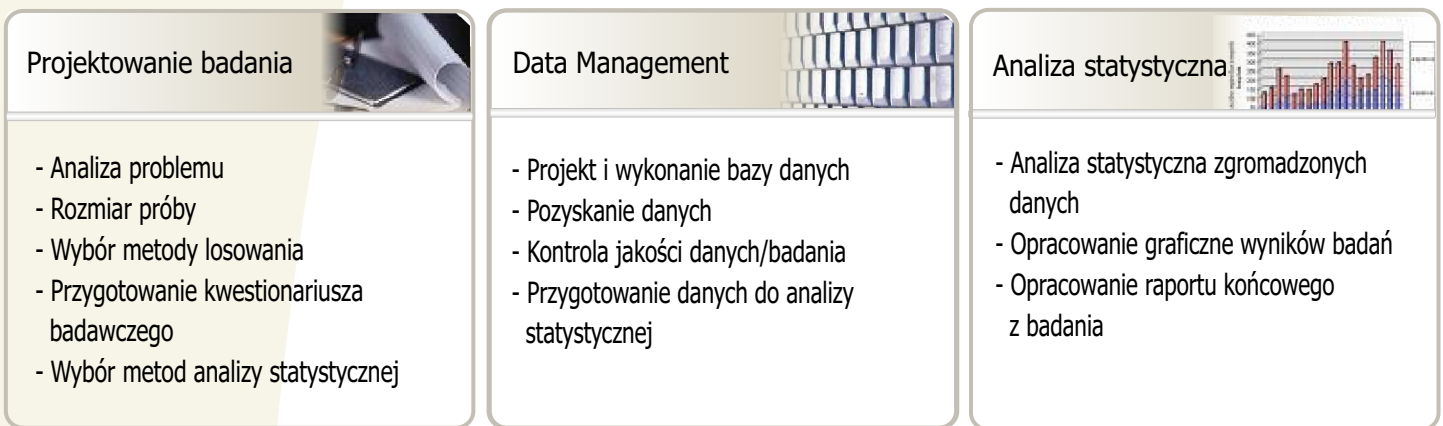 Projektowanie badania
- Analiza problemu
- Rozmiar próby
- Wybór metody losowania
- Przygotowanie kwestionariusza
badawczego
- Wybór metod analizy statystycznej
Data Management
- Projekt i wykonanie bazy danych
- Pozyskanie danych
- Kontrola jakości danych/badania
- Przygotowanie danych do analizy
statystycznej
Analiza statystyczna
- Analiza statystyczna zgromadzonych
danych
- Opracowanie graficzne wyników badań
- Opracowanie raportu końcowego
z badania